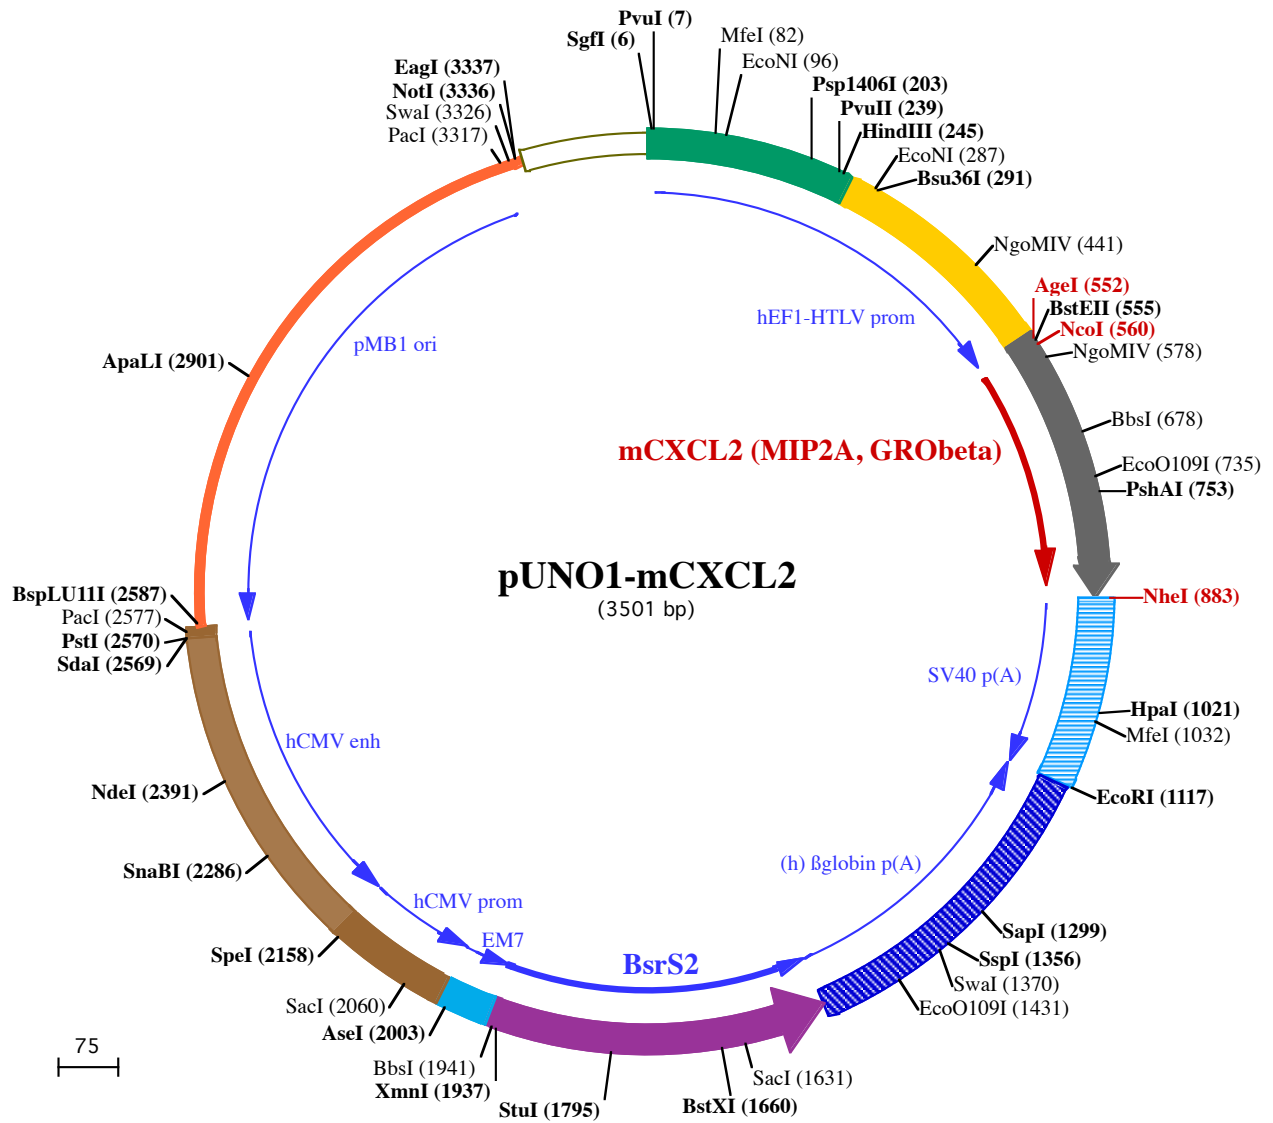 PvuI (7)
SgfI (6)
MfeI (82)
EcoNI (96)
Psp1406I (203)
PvuII (239)
HindIII (245)
EcoNI (287)
Bsu36I (291)
NgoMIV (441)
AgeI (552)
BstEII (555)
NcoI (560)
NgoMIV (578)
BbsI (678)
EcoO109I (735)
PshAI (753)
NheI (883)
HpaI (1021)
MfeI (1032)
EcoRI (1117)
SapI (1299)
SspI (1356)
SwaI (1370)
EcoO109I (1431)
SacI (1631)
BstXI (1660)
StuI (1795)
XmnI (1937)
BbsI (1941)
AseI (2003)
SacI (2060)
SpeI (2158)
SnaBI (2286)
NdeI (2391)
SdaI (2569)
PstI (2570)
PacI (2577)
BspLU11I (2587)
ApaLI (2901)
PacI (3317)
SwaI (3326)
NotI (3336)
EagI (3337)
hEF1-HTLV prom
mCXCL2 (MIP2A, GRObeta)
SV40 p(A)
(h) ßglobin p(A)
BsrS2
EM7
hCMV prom
hCMV enh
pMB1 ori
pUNO1-mCXCL2
(3501 bp)
75